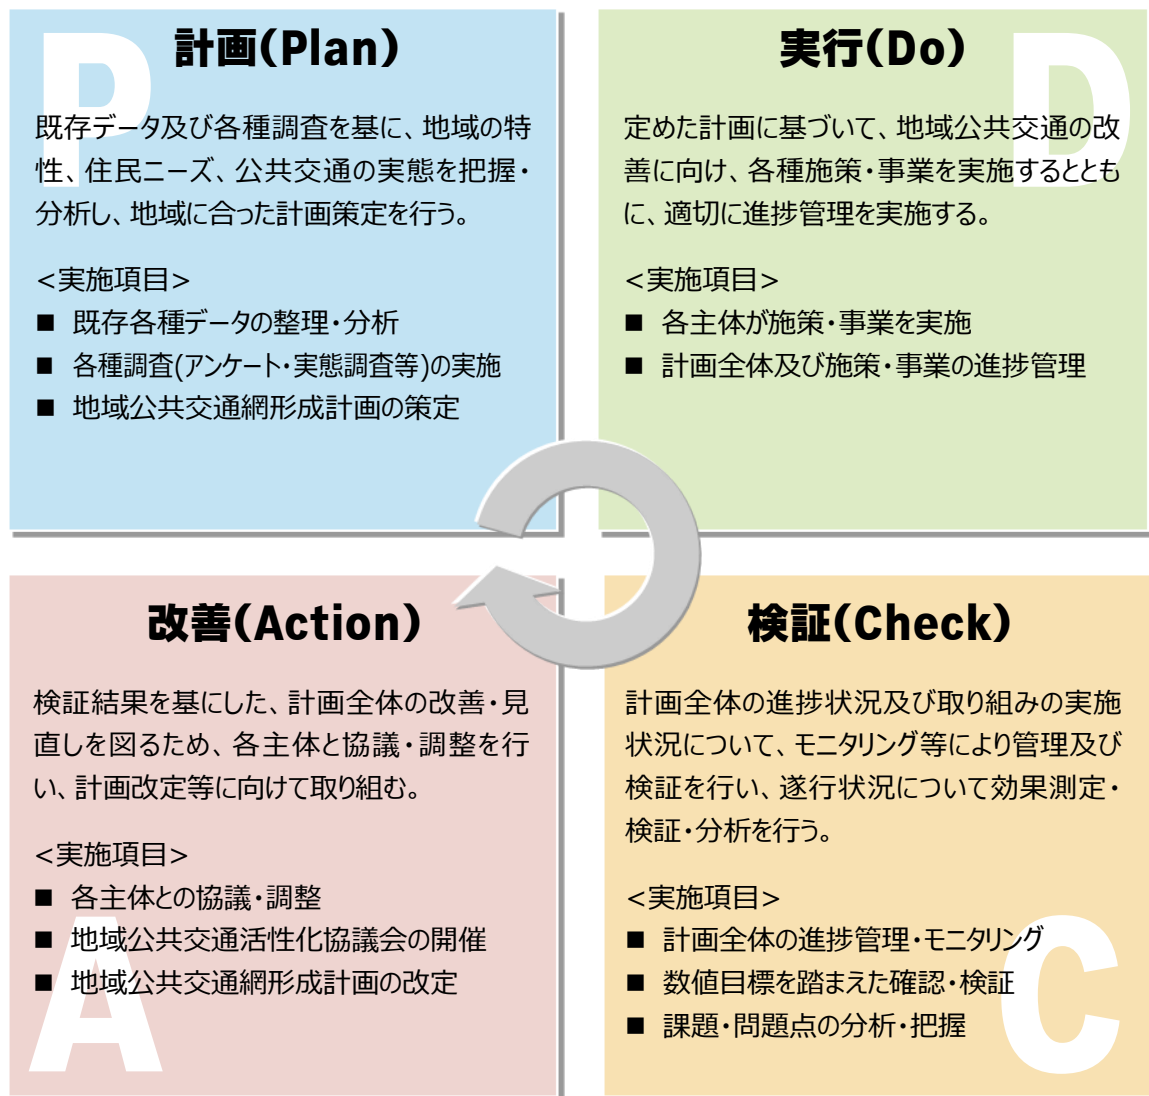 P
計画(Plan)
既存データ及び各種調査を基に、地域の特
性、住民ニーズ、公共交通の実態を把握・
分析し、地域に合った計画策定を行う。
<実施項目>
■ 既存各種データの整理・分析
■ 各種調査(アンケート・実態調査等)の実施
■ 地域公共交通網形成計画の策定
D
実行(Do)
定めた計画に基づいて、地域公共交通の改
善に向け、各種施策・事業を実施するととも
に、適切に進捗管理を実施する。
<実施項目>
■ 各主体が施策・事業を実施
■ 計画全体及び施策・事業の進捗管理
改善(Action)
検証結果を基にした、計画全体の改善・見
直しを図るため、各主体と協議・調整を行
い、計画改定等に向けて取り組む。
<実施項目>
■ 各主体との協議・調整
■ 地域公共交通活性化協議会の開催
■ 地域公共交通網形成計画の改定
A
検証(Check)
計画全体の進捗状況及び取り組みの実施
状況について、モニタリング等により管理及び
検証を行い、遂行状況について効果測定・
検証・分析を行う。
<実施項目>
■ 計画全体の進捗管理・モニタリング
■ 数値目標を踏まえた確認・検証
■ 課題・問題点の分析・把握
C